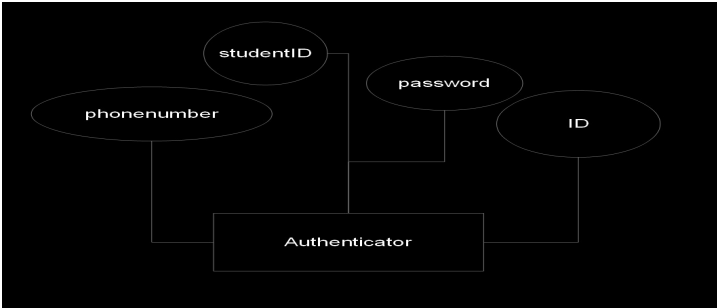 studentID
password
phonenumber
ID
Authenticator